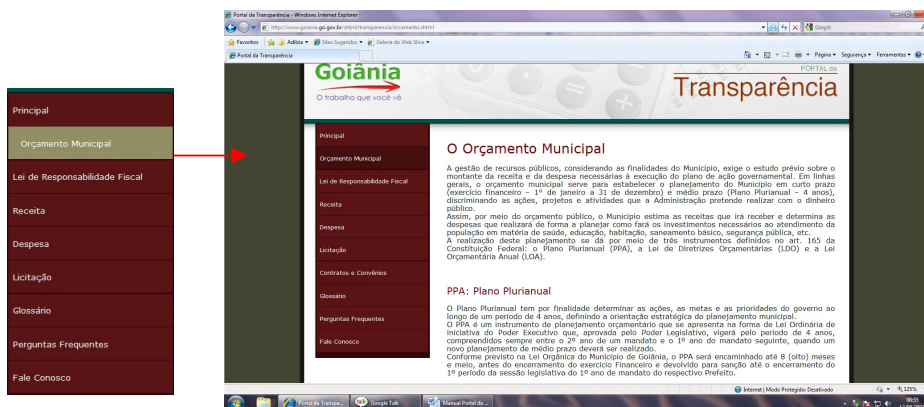 Principal
Orçamento Municipal
Lei de Responsabilidade Fiscal
Receita
Despesa
Licitação
Glossário
Perguntas Frequentes
Fale Conosco
Portal da Transparência - Windows Internet Explorer
http://www.goiania.go.gov.br/shtml/transparencia/orcamento.shtml
Google
Favoritos
Sites Sugeridos
Galeria do Web Slice
Portal da Transparência
Página
Segurança
Ferramentas
Goiânia
O trabalho que você vê
PORTAL da
Transparência
Principal
Orçamento Municipal
Lei de Responsabilidade Fiscal
Receita
Despesa
Licitação
Contratos e Convênios
Glossário
Perguntas Frequentes
Fale Conosco
O Orçamento Municipal
A gestão de recursos públicos, considerando as finalidades do Município, exige o estudo prévio sobre o
montante da receita e da despesa necessárias à execução do plano de ação governamental. Em linhas
gerais, o orçamento municipal serve para estabelecer o planejamento do Município em curto prazo
(exercício financeiro – 1º de janeiro a 31 de dezembro) e médio prazo (Plano Plurianual – 4 anos),
discriminando as ações, projetos e atividades que a Administração pretende realizar com o dinheiro
público.
Assim, por meio do orçamento público, o Município estima as receitas que irá receber e determina as
despesas que realizará de forma a planejar como fará os investimentos necessários ao atendimento da
população em matéria de saúde, educação, habitação, saneamento básico, segurança pública, etc.
A realização deste planejamento se dá por meio de três instrumentos definidos no art. 165 da
Constituição Federal: o Plano Plurianual (PPA), a Lei de Diretrizes Orçamentárias (LDO) e a Lei
Orçamentária Anual (LOA).
PPA: Plano Plurianual
O Plano Plurianual tem por finalidade determinar as ações, as metas e as prioridades do governo ao
longo de um período de 4 anos, definindo a orientação estratégica do planejamento municipal.
O PPA é um instrumento de planejamento orçamentário que se apresenta na forma de Lei Ordinária de
iniciativa do Poder Executivo que, aprovada pelo Poder Legislativo, vigerá pelo período de 4 anos,
compreendidos sempre entre o 2º ano de um mandato e o 1º ano do mandato seguinte, quando um
novo planejamento de médio prazo deverá ser realizado.
Conforme previsto na Lei Orgânica do Município de Goiânia, o PPA será encaminhado até 8 (oito) meses
e meio, antes do encerramento do exercício Financeiro e devolvido para sanção até o encerramento do
1º período da sessão legislativa do 1º ano de mandato do respectivo Prefeito.
Internet | Modo Protegido: Desativado
125%
Portal da Transpa...
Google Talk
Manual Portal da ...
08:55